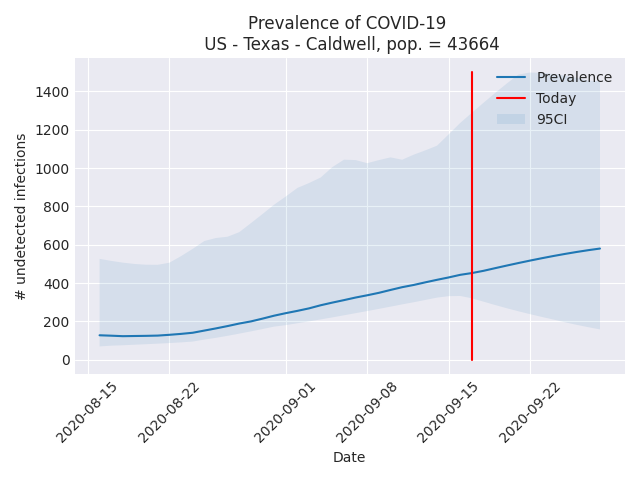 Prevalence of COVID-19
US - Texas - Caldwell, pop. = 43664
Prevalence
Today
95CI
# undetected infections
1400
1200
1000
800
600
400
200
0
2020-08-15
2020-08-22
2020-09-01
2020-09-08
2020-09-15
2020-09-22
Date